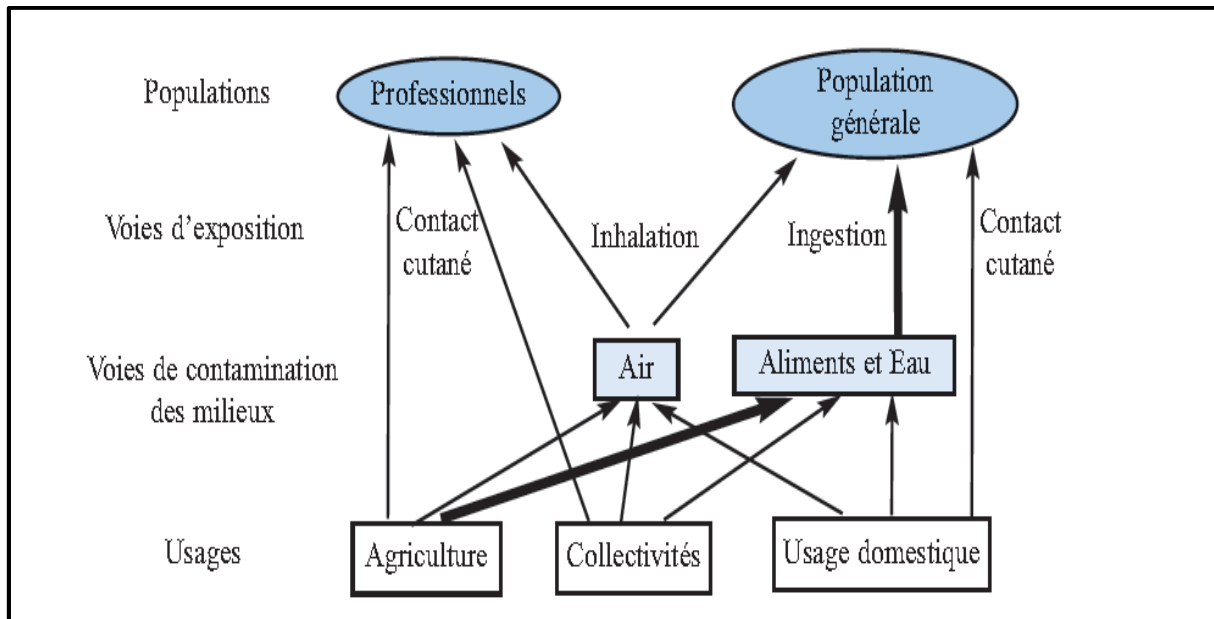 Populations
Professionnels
Population
générale
Voies d'exposition
Contact
cutané
Inhalation
Ingestion
Contact
cutané
Voies de contamination
des milieux
Air
Aliments et Eau
Usages
Agriculture
Collectivités
Usage domestique